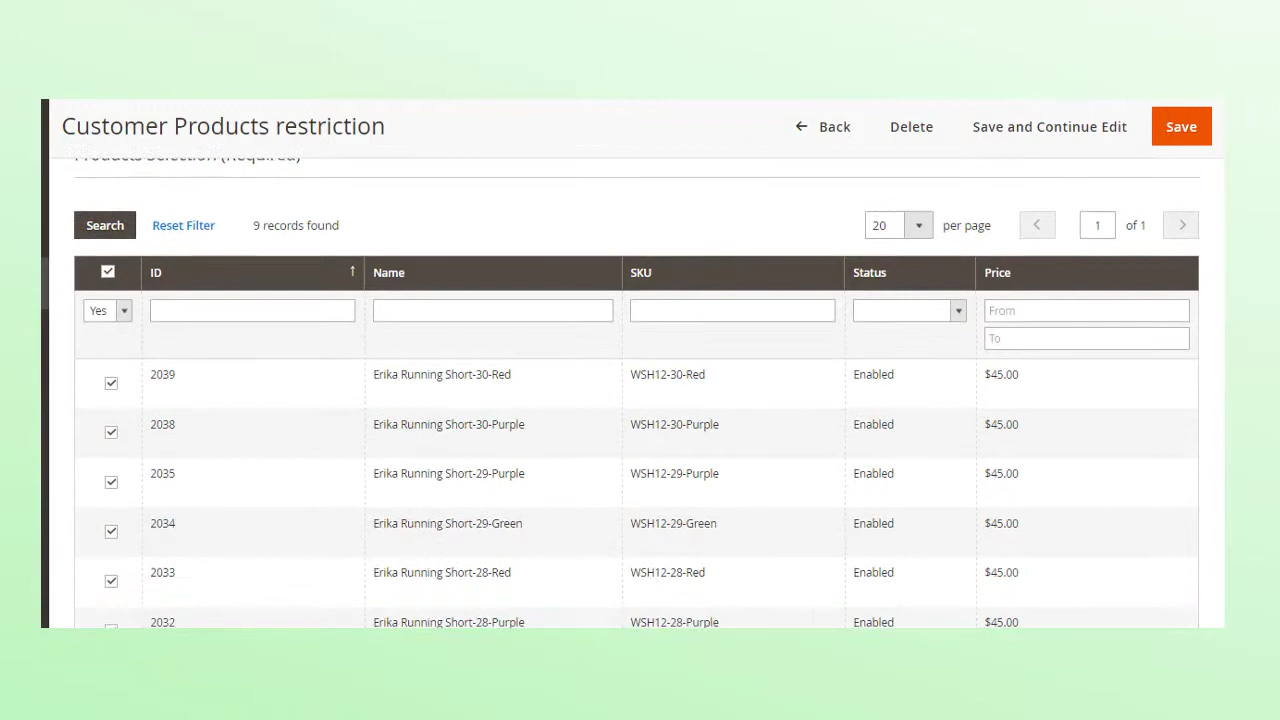 Customer Products restriction
Back Delete Save and Continue Edit Save
Products Selection (Required)
Search Reset Filter 9 records found 20 per page 1 of 1
ID ↑ Name SKU Status Price
Yes From
To
2039 Erika Running Short-30-Red WSH12-30-Red Enabled $45.00
2038 Erika Running Short-30-Purple WSH12-30-Purple Enabled $45.00
2035 Erika Running Short-29-Purple WSH12-29-Purple Enabled $45.00
2034 Erika Running Short-29-Green WSH12-29-Green Enabled $45.00
2033 Erika Running Short-28-Red WSH12-28-Red Enabled $45.00
2032 Erika Running Short-28-Purple WSH12-28-Purple Enabled $45.00